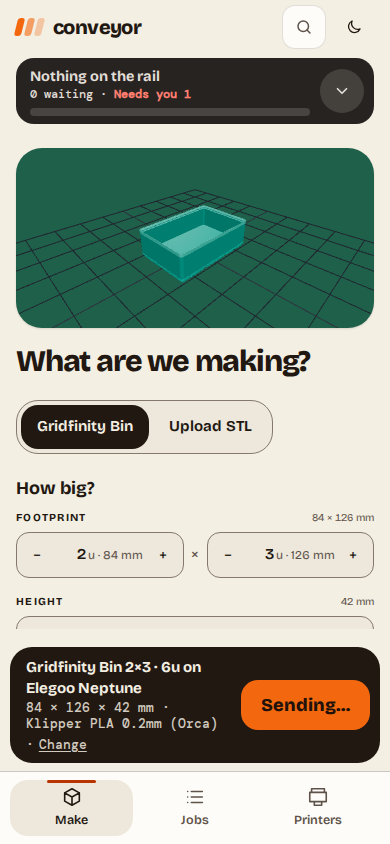 conveyor
Nothing on the rail
0 waiting · Needs you 1
What are we making?
Gridfinity Bin
Upload STL
How big?
FOOTPRINT
84 × 126 mm
− 2 u · 84 mm +
×
− 3 u · 126 mm +
HEIGHT
42 mm
Gridfinity Bin 2×3 · 6u on
Elegoo Neptune
84 × 126 × 42 mm ·
Klipper PLA 0.2mm (Orca)
· Change
Sending…
Make
Jobs
Printers